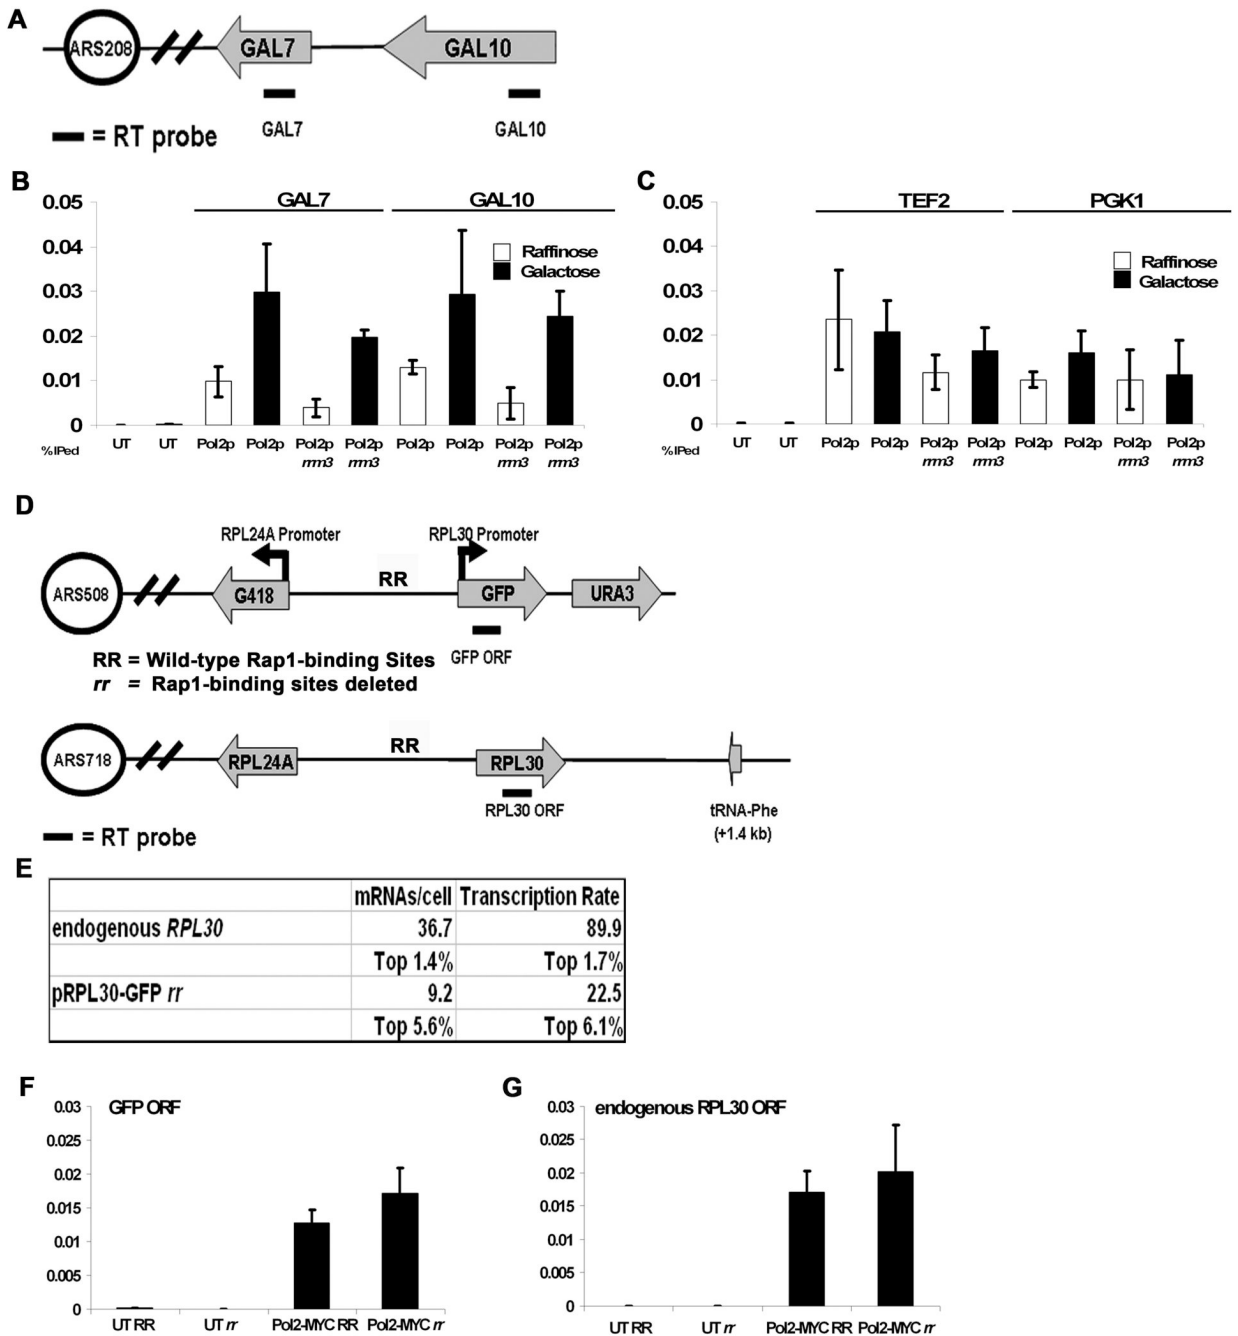 A
ARS208
GAL7
GAL10
GAL7
GAL10
= RT probe
B
GAL7
GAL10
0.05
0.04
0.03
0.02
0.01
0
Raffinose
Galactose
%IPed
UT
UT
Pol2p
Pol2p
Pol2p
rrm3
Pol2p
rrm3
Pol2p
Pol2p
Pol2p
rrm3
Pol2p
rrm3
C
TEF2
PGK1
0.05
0.04
0.03
0.02
0.01
0
Raffinose
Galactose
%IPed
UT
UT
Pol2p
Pol2p
Pol2p
rrm3
Pol2p
rrm3
Pol2p
Pol2p
Pol2p
rrm3
Pol2p
rrm3
D
RPL24A Promoter
RPL30 Promoter
ARS508
G418
RR
GFP
URA3
GFP ORF
RR = Wild-type Rap1-binding Sites
rr = Rap1-binding sites deleted
ARS718
RPL24A
RR
RPL30
RPL30 ORF
tRNA-Phe
(+1.4 kb)
= RT probe
E
mRNAs/cell Transcription Rate
endogenous RPL30 36.7 89.9
Top 1.4% Top 1.7%
pRPL30-GFP rr 9.2 22.5
Top 5.6% Top 6.1%
F
GFP ORF
0.03
0.025
0.02
0.015
0.01
0.005
0
UT RR
UT rr
Pol2-MYC RR
Pol2-MYC rr
G
endogenous RPL30 ORF
0.03
0.025
0.02
0.015
0.01
0.005
0
UT RR
UT rr
Pol2-MYC RR
Pol2-MYC rr